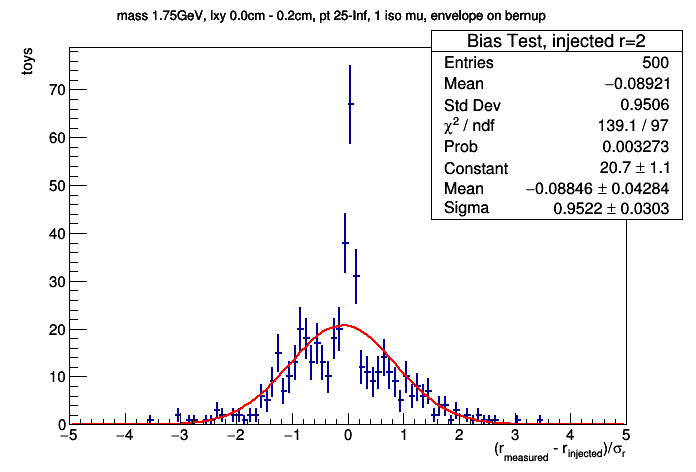 mass 1.75GeV, lxy 0.0cm - 0.2cm, pt 25-Inf, 1 iso mu, envelope on bernup
toys
Bias Test, injected r=2
Entries 500
Mean −0.08921
Std Dev 0.9506
χ² / ndf 139.1 / 97
Prob 0.003273
Constant 20.7 ± 1.1
Mean −0.08846 ± 0.04284
Sigma 0.9522 ± 0.0303
70
60
50
40
30
20
10
0
−5 −4 −3 −2 −1 0 1 2 3 4 5
(r_measured - r_injected)/σ_r